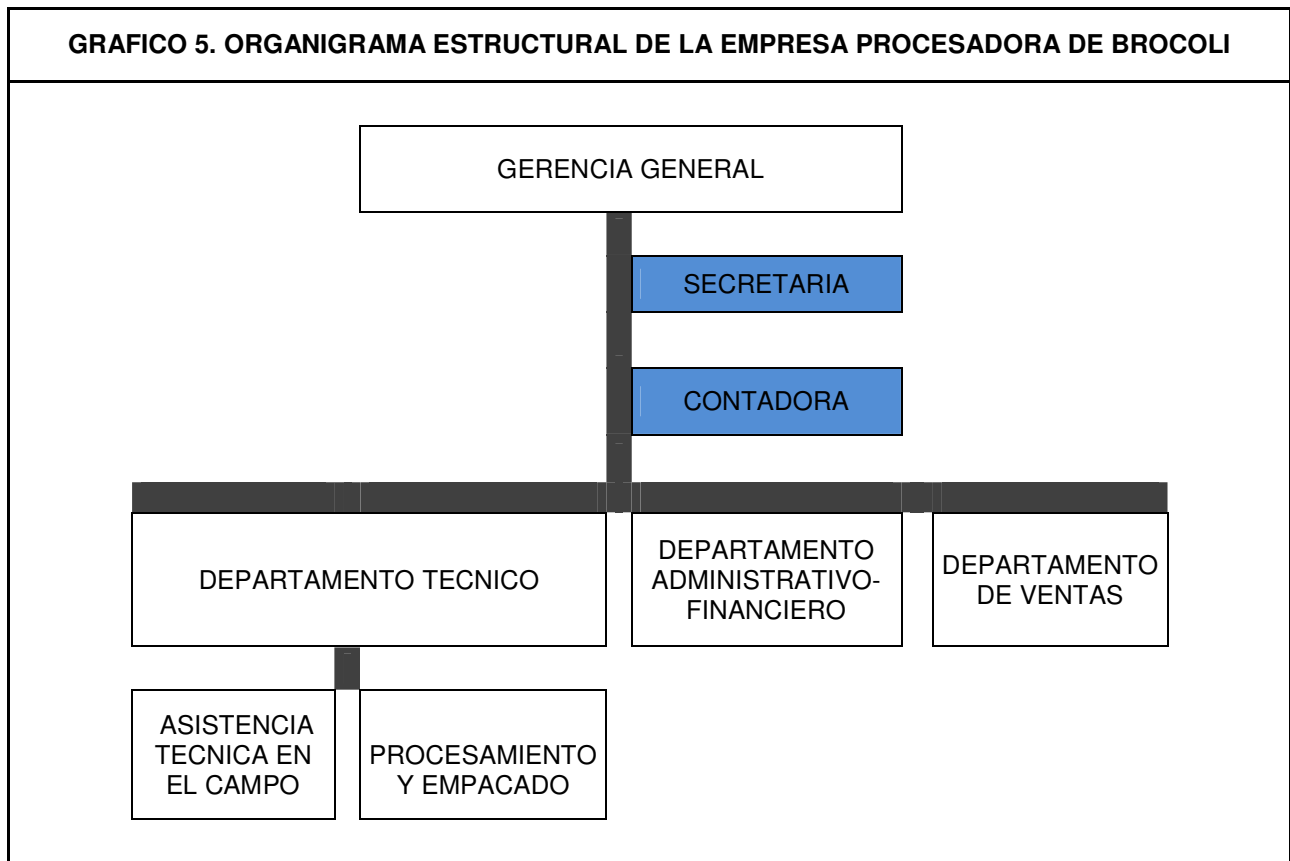 GRAFICO 5. ORGANIGRAMA ESTRUCTURAL DE LA EMPRESA PROCESADORA DE BROCOLI
GERENCIA GENERAL
SECRETARIA
CONTADORA
DEPARTAMENTO TECNICO
DEPARTAMENTO
ADMINISTRATIVO-
FINANCIERO
DEPARTAMENTO
DE VENTAS
ASISTENCIA
TECNICA EN
EL CAMPO
PROCESAMIENTO
Y EMPACADO